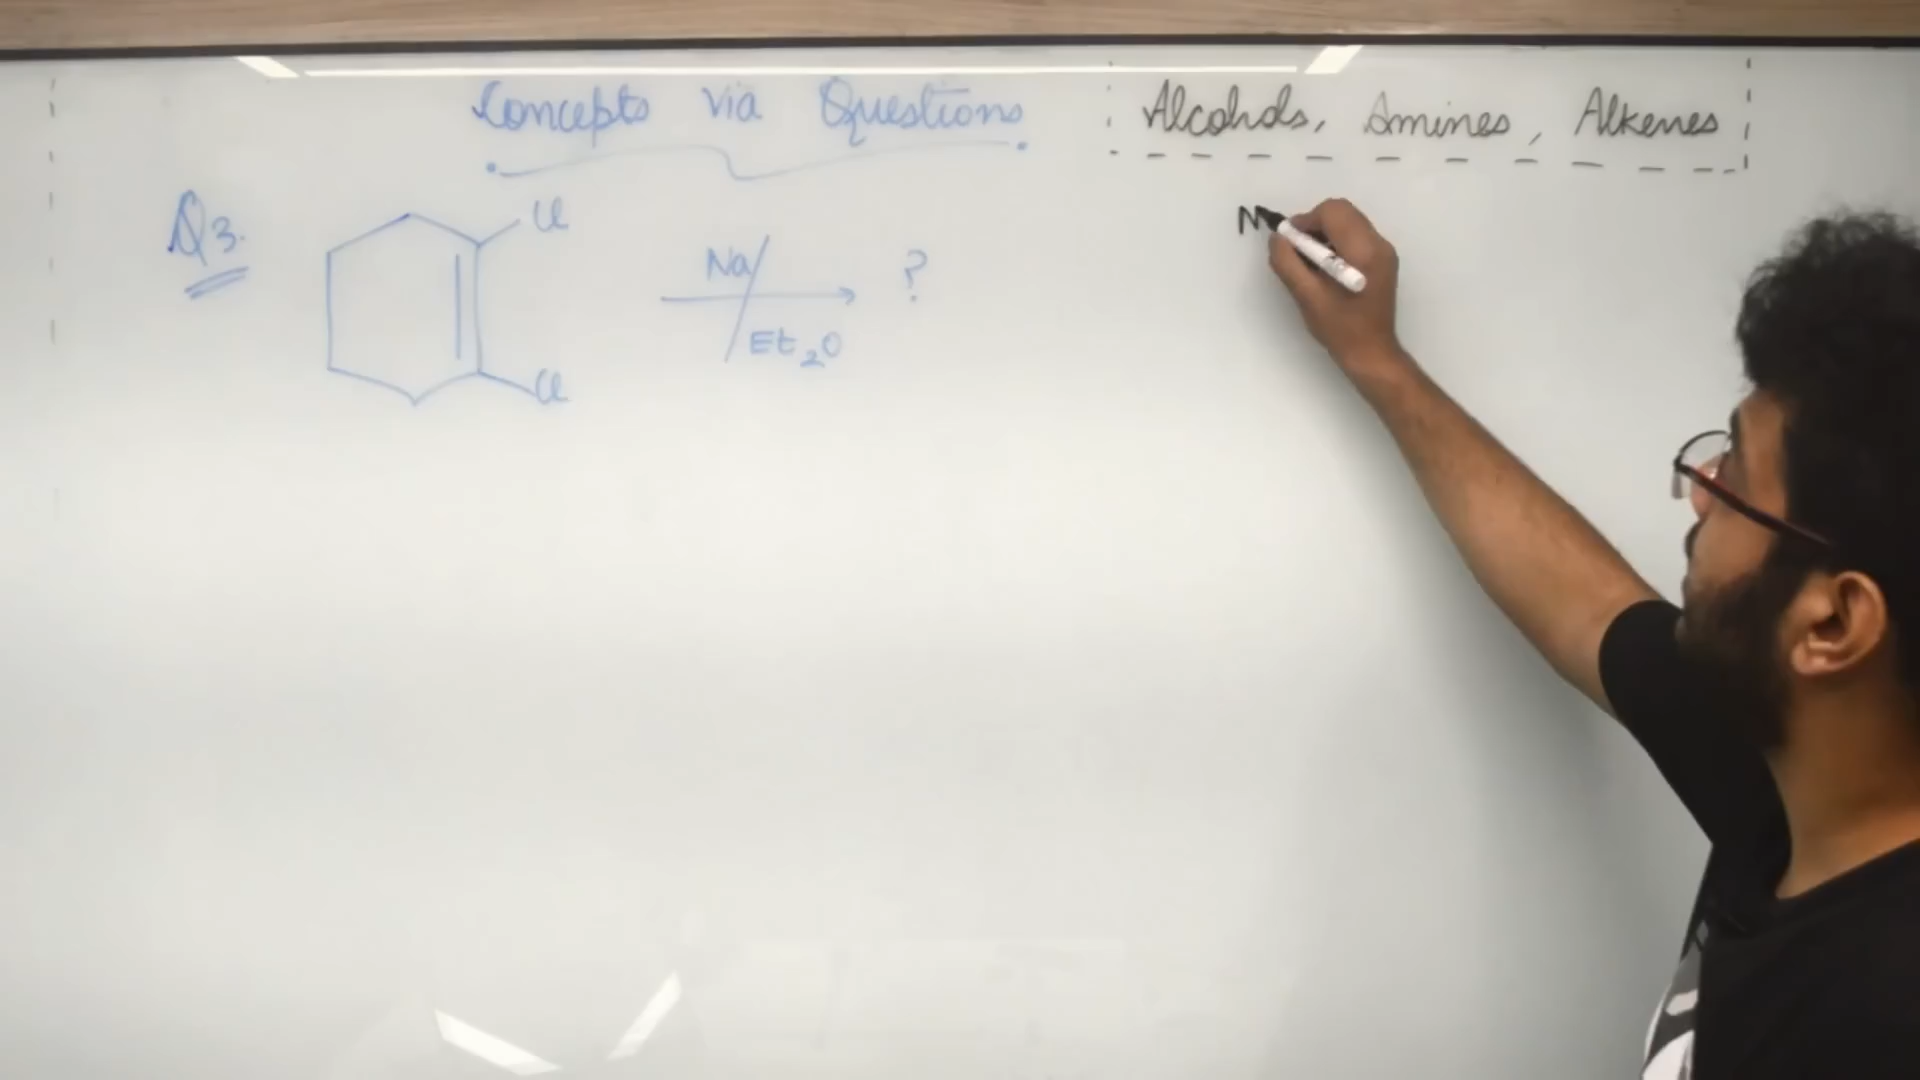 Concepts via Questions
Alcohols, Amines, Alkenes
Q3.
Cl
Na/
Et2O
?
Cl
N